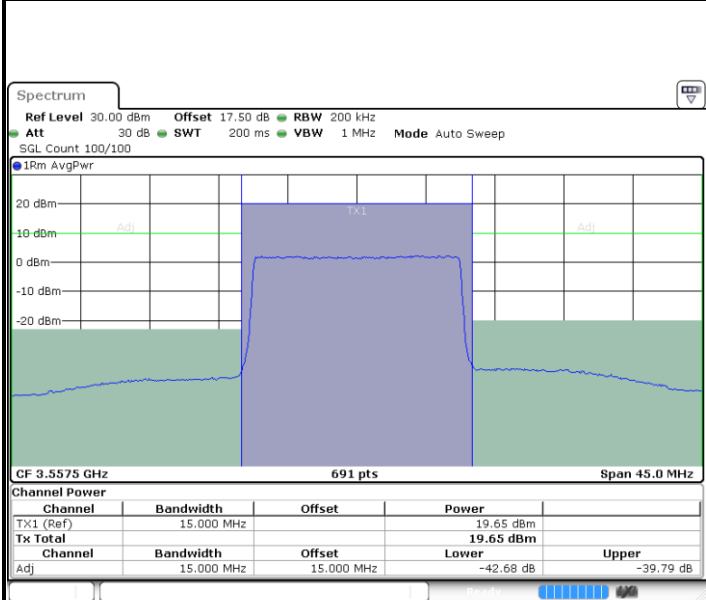 Spectrum
Ref Level 30.00 dBm Offset 17.50 dB RBW 200 kHz
Att 30 dB SWT 200 ms VBW 1 MHz Mode Auto Sweep
SGL Count 100/100
1Rm AvgPwr
20 dBm
TX1
Adj
Adj
10 dBm
0 dBm
-10 dBm
-20 dBm
CF 3.5575 GHz 691 pts Span 45.0 MHz
Channel Power
Channel Bandwidth Offset Power
TX1 (Ref) 15.000 MHz 19.65 dBm
Tx Total 19.65 dBm
Channel Bandwidth Offset Lower Upper
Adj 15.000 MHz 15.000 MHz -42.68 dB -39.79 dB
Ready